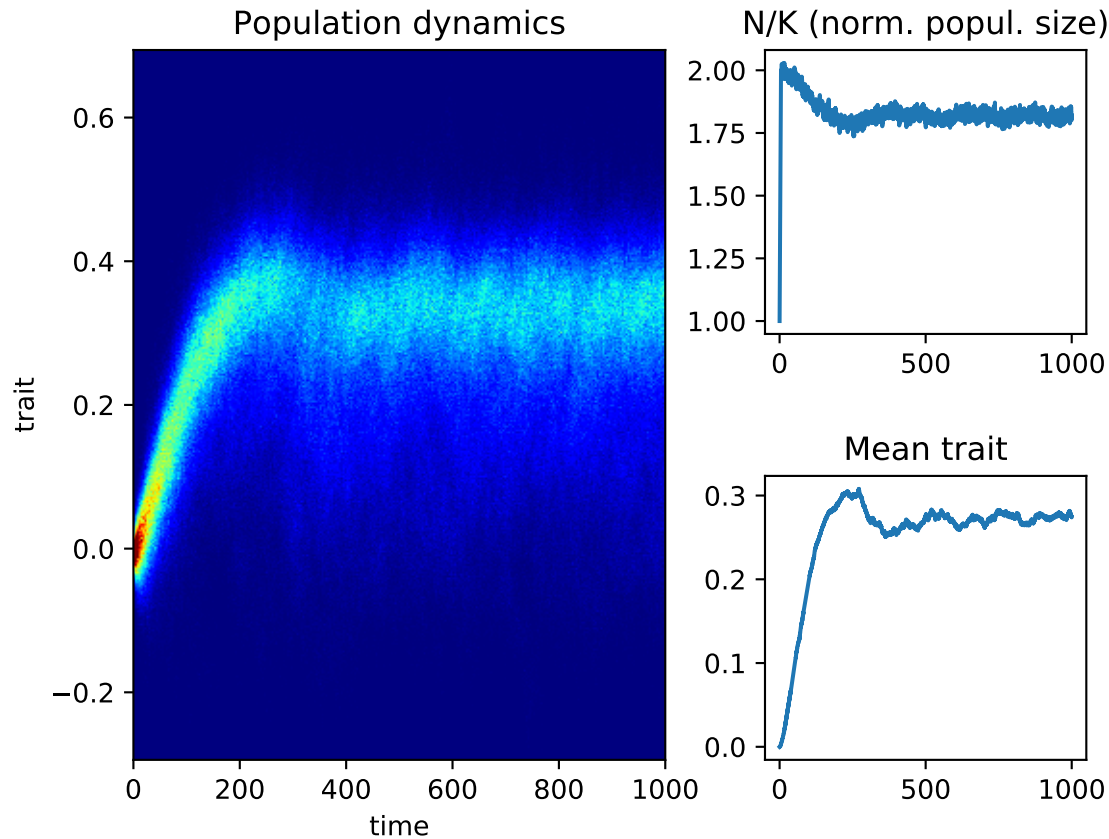 Population dynamics
0.6
0.4
0.2
0.0
−0.2
trait
0 200 400 600 800 1000
time
N/K (norm. popul. size)
2.00
1.75
1.50
1.25
1.00
0 500 1000
Mean trait
0.3
0.2
0.1
0.0
0 500 1000